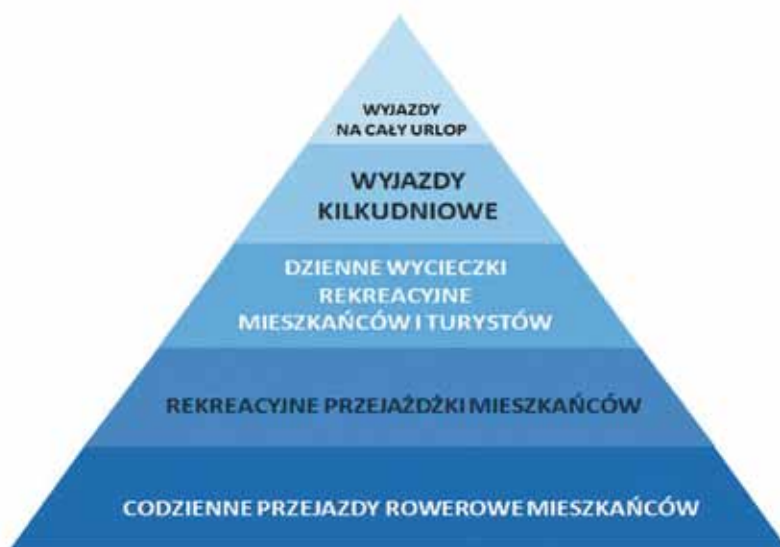 WYJAZDY
NA CAŁY URLOP
WYJAZDY
KILKUDNIOWE
DZIENNE WYCIECZKI
REKREACYJNE
MIESZKAŃCÓW I TURYSTÓW
REKREACYJNE PRZEJAŻDŻKI MIESZKAŃCÓW
CODZIENNE PRZEJAZDY ROWEROWE MIESZKAŃCÓW